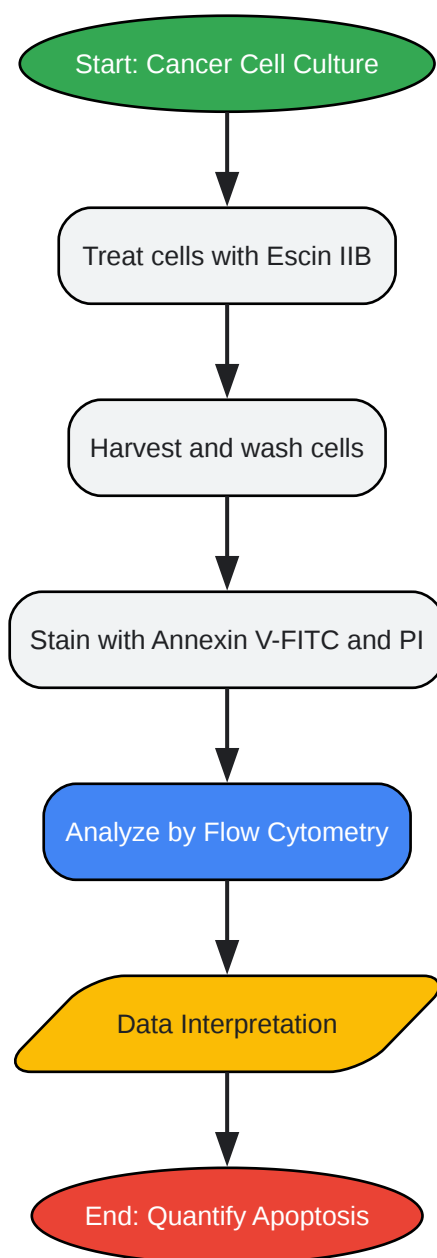 Start: Cancer Cell Culture
Treat cells with Escin IIB
Harvest and wash cells
Stain with Annexin V-FITC and PI
Analyze by Flow Cytometry
Data Interpretation
End: Quantify Apoptosis